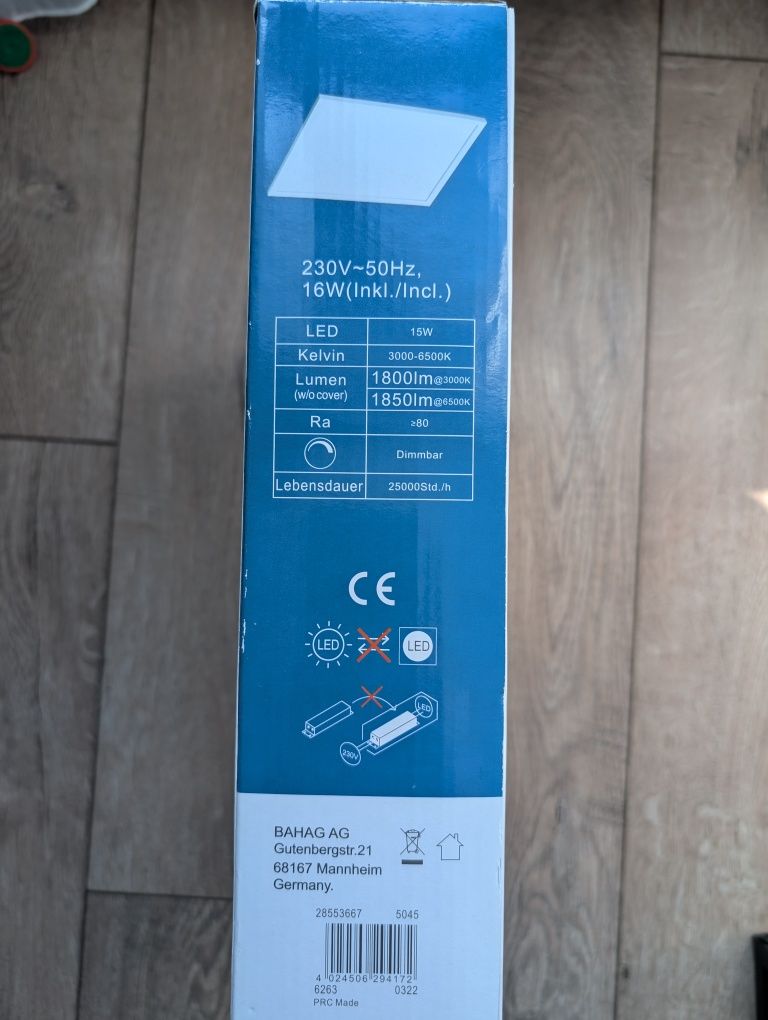 230V~50Hz,
16W(Inkl./Incl.)
LED 15W
Kelvin 3000-6500K
Lumen 1800lm@3000K
(w/o cover) 1850lm@6500K
Ra ≥80
Dimmbar
Lebensdauer 25000Std./h
CE
LED LED
LED
230V
BAHAG AG
Gutenbergstr.21
68167 Mannheim
Germany.
28553667 5045
4 024506 294172
6263 0322
PRC Made